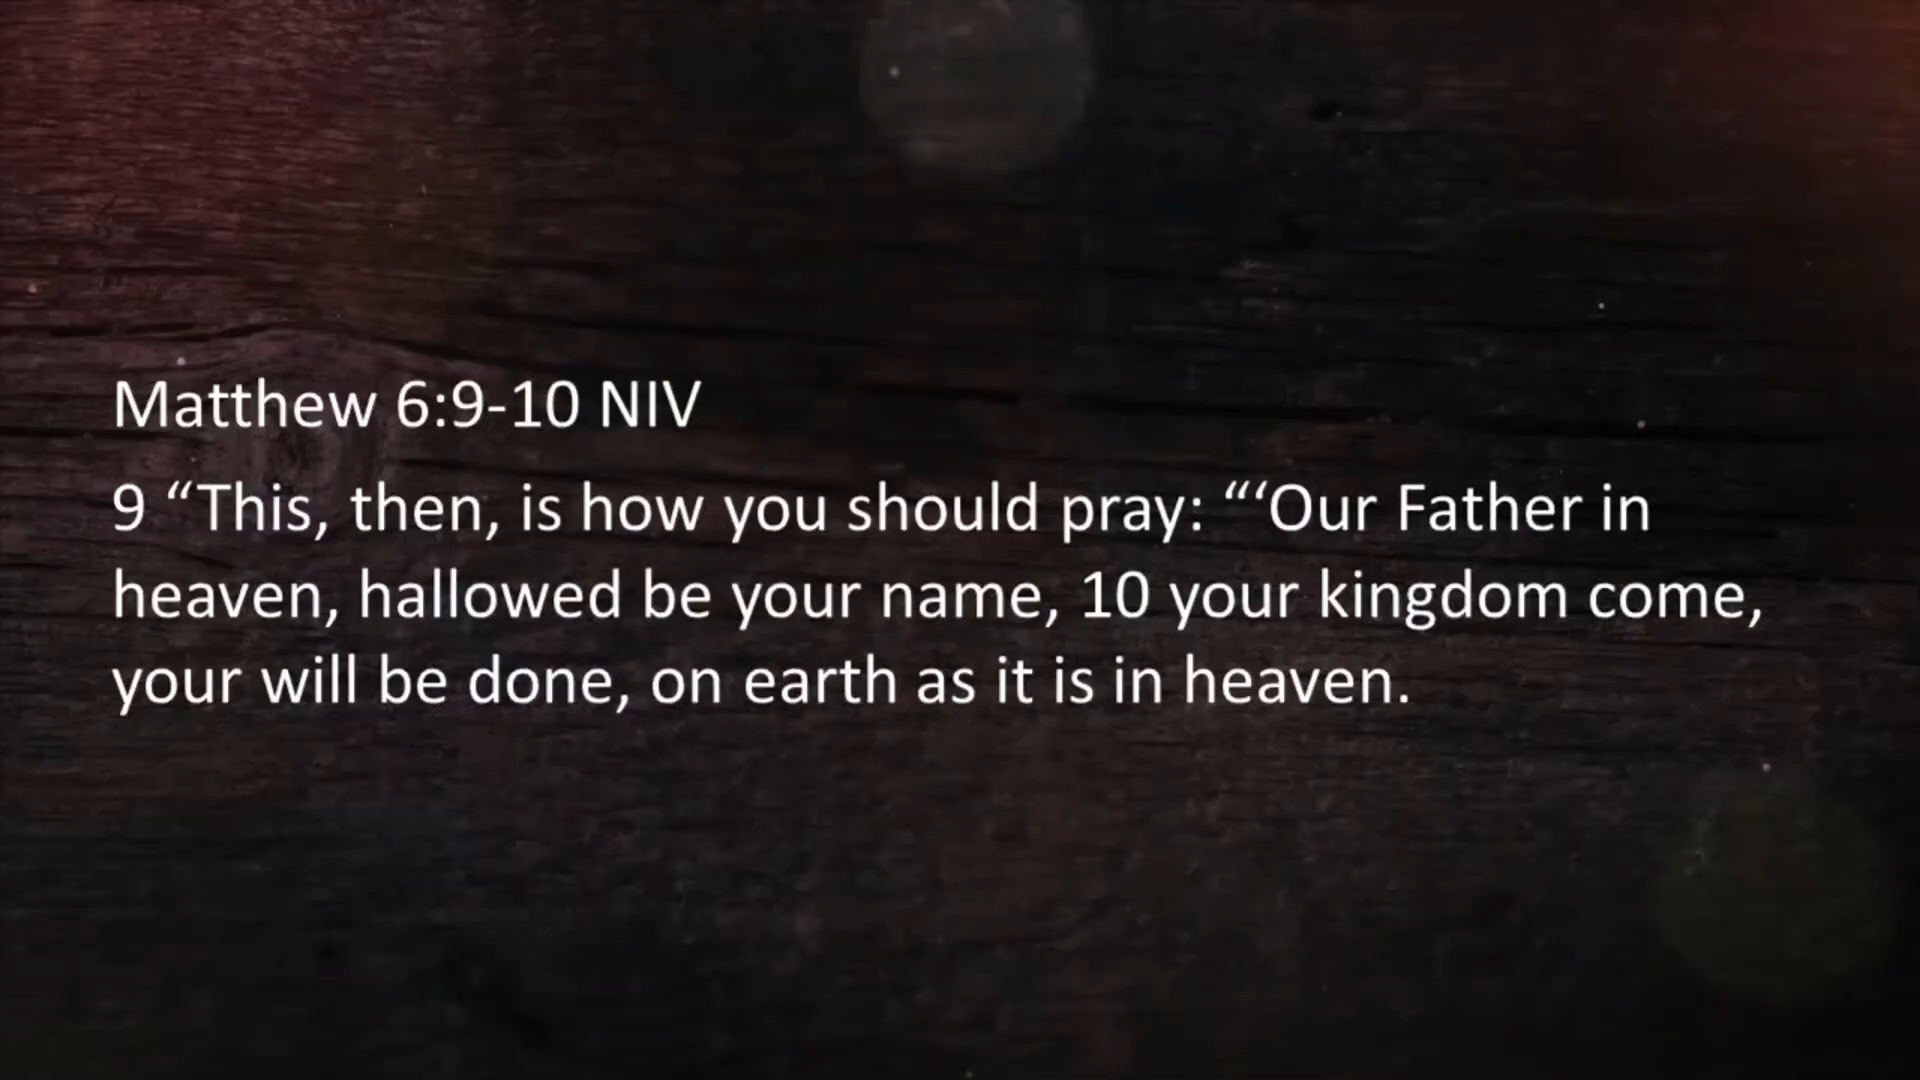 Matthew 6:9-10 NIV
9 “This, then, is how you should pray: “‘Our Father in
heaven, hallowed be your name, 10 your kingdom come,
your will be done, on earth as it is in heaven.